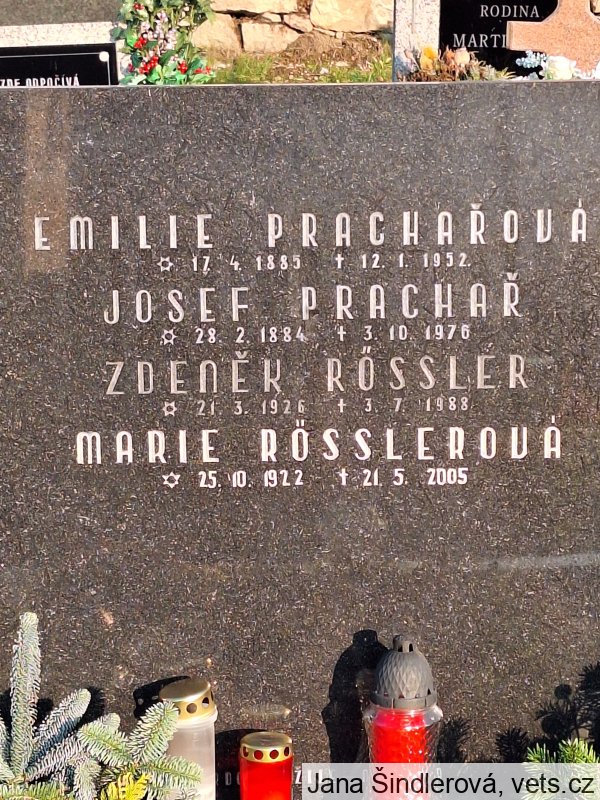 RODINA
ZDE ODPOČÍVÁ
EMILIE PRACHAŘOVÁ
✡ 17. 4. 1885 ✝ 12. 1. 1952
JOSEF PRACHAŘ
✡ 28. 2. 1884 ✝ 3. 10. 1976
ZDENĚK RÖSSLER
✡ 21. 3. 1926 ✝ 3. 7. 1988
MARIE RÖSSLEROVÁ
✡ 25. 10. 1922 ✝ 21. 5. 2005
Jana Šindlerová, vets.cz